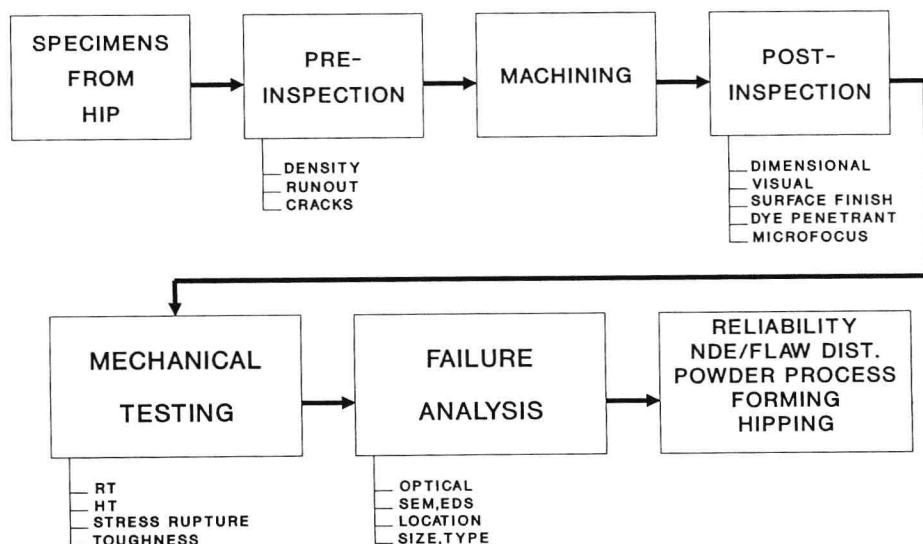 SPECIMENS
FROM
HIP
PRE-
INSPECTION
DENSITY
RUNOUT
CRACKS
MACHINING
POST-
INSPECTION
DIMENSIONAL
VISUAL
SURFACE FINISH
DYE PENETRANT
MICROFOCUS
MECHANICAL
TESTING
RT
HT
STRESS RUPTURE
TOUGHNESS
FAILURE
ANALYSIS
OPTICAL
SEM,EDS
LOCATION
SIZE,TYPE
RELIABILITY
NDE/FLAW DIST.
POWDER PROCESS
FORMING
HIPPING